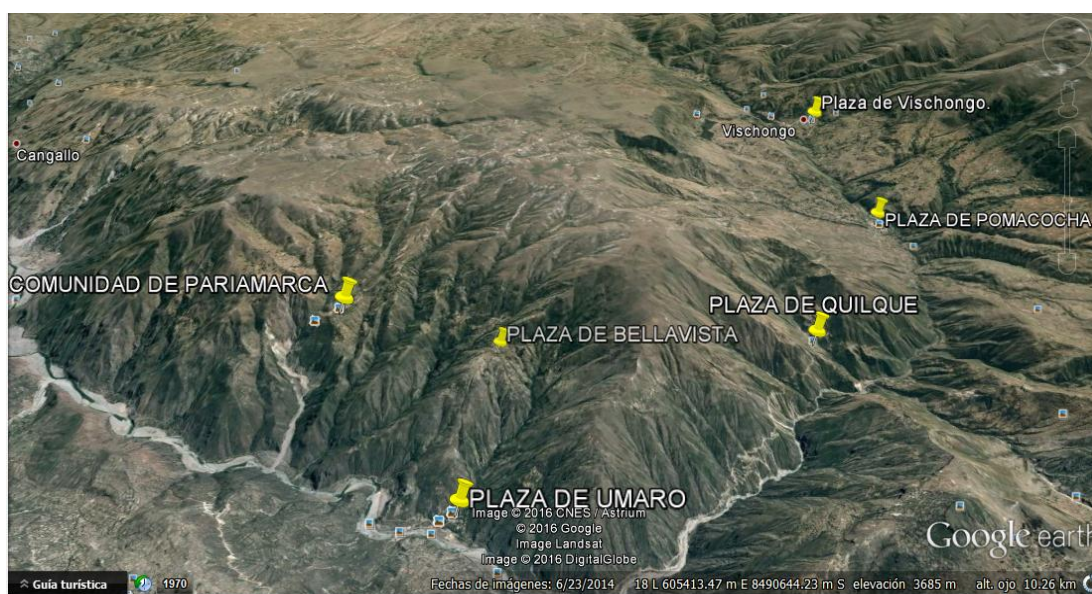 Plaza de Vischongo.
Vischongo
Cangallo
PLAZA DE POMACOCHA
COMUNIDAD DE PARIAMARCA
PLAZA DE QUILQUE
PLAZA DE BELLAVISTA
PLAZA DE UMARO
Image © 2016 CNES / Astrium
© 2016 Google
Image Landsat
Image © 2016 DigitalGlobe
Google earth
Guía turística
1970
Fechas de imágenes: 6/23/2014 18 L 605413.47 m E 8490644.23 m S elevación 3685 m alt. ojo 10.26 km